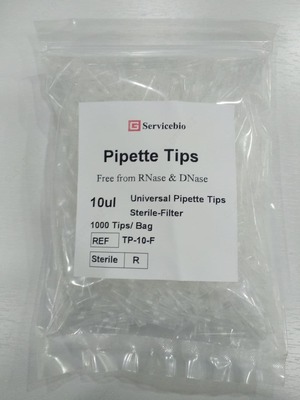 G Servicebio
Pipette Tips
Free from RNase & DNase
10ul Universal Pipette Tips
Sterile-Filter
1000 Tips/ Bag
REF TP-10-F
Sterile R